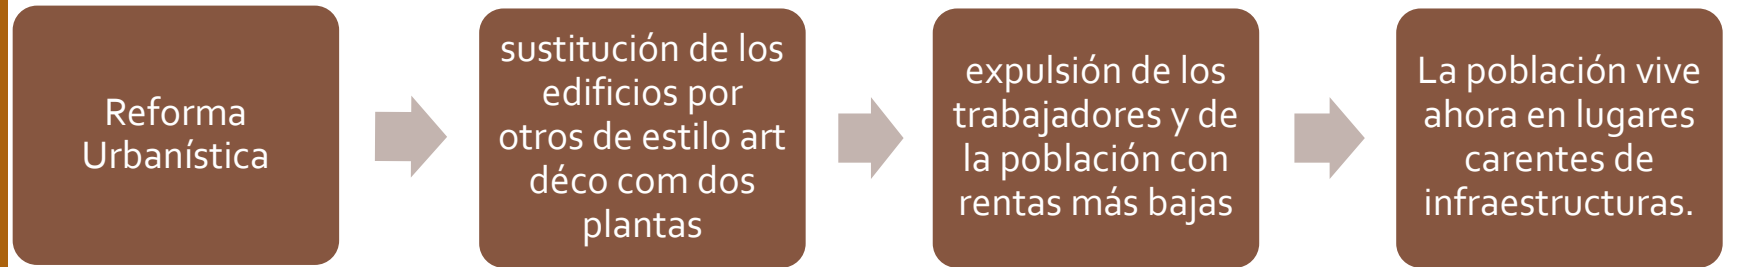 Reforma
Urbanística
sustitución de los
edificios por
otros de estilo art
déco com dos
plantas
expulsión de los
trabajadores y de
la población con
rentas más bajas
La población vive
ahora en lugares
carentes de
infraestructuras.